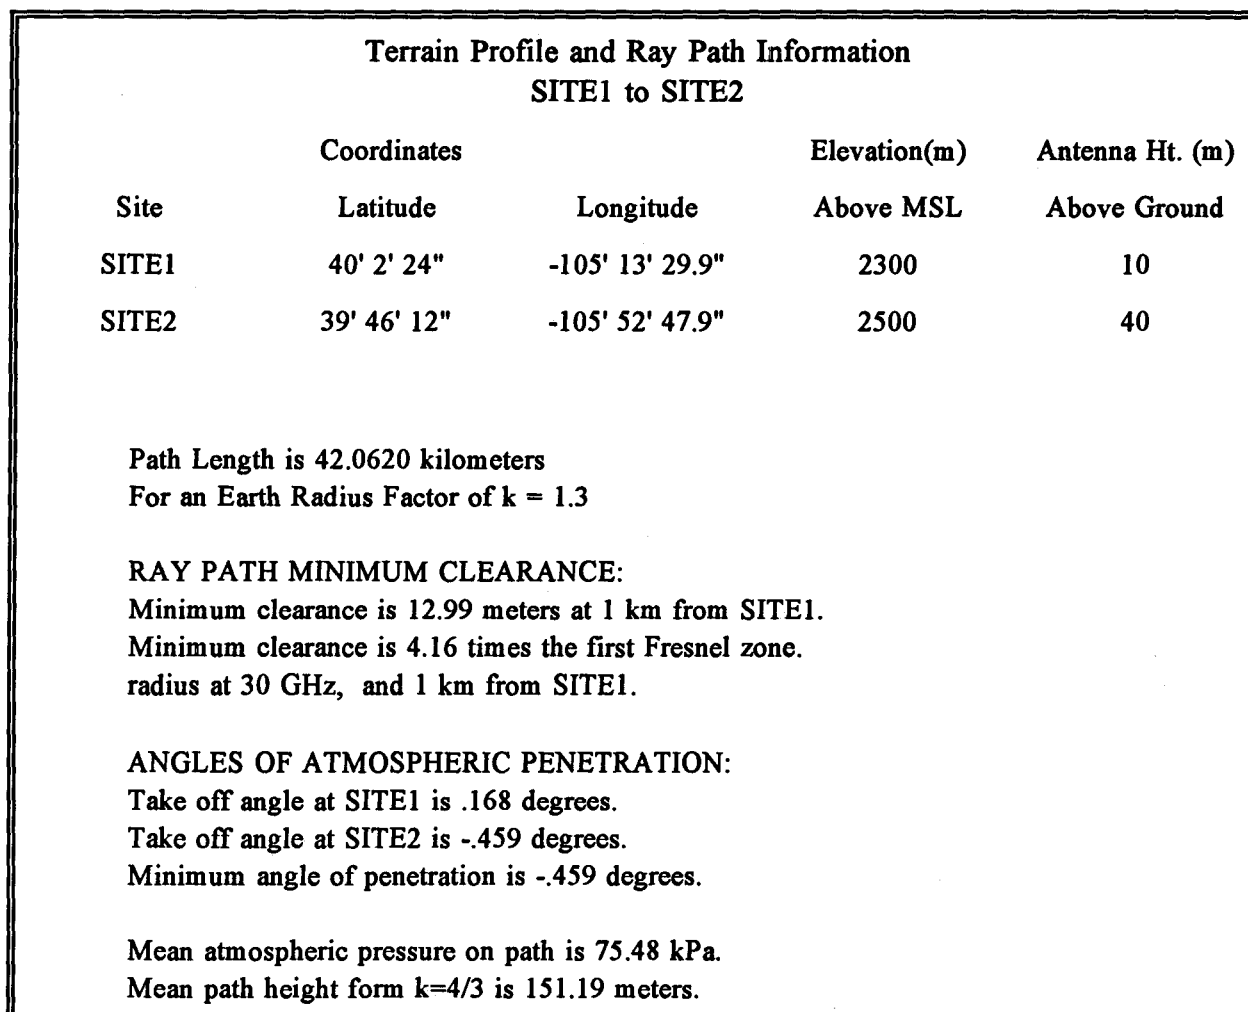 Terrain Profile and Ray Path Information
SITE1 to SITE2
Coordinates Elevation(m) Antenna Ht. (m)
Site Latitude Longitude Above MSL Above Ground
SITE1 40' 2' 24" -105' 13' 29.9" 2300 10
SITE2 39' 46' 12" -105' 52' 47.9" 2500 40
Path Length is 42.0620 kilometers
For an Earth Radius Factor of k = 1.3
RAY PATH MINIMUM CLEARANCE:
Minimum clearance is 12.99 meters at 1 km from SITE1.
Minimum clearance is 4.16 times the first Fresnel zone.
radius at 30 GHz, and 1 km from SITE1.
ANGLES OF ATMOSPHERIC PENETRATION:
Take off angle at SITE1 is .168 degrees.
Take off angle at SITE2 is -.459 degrees.
Minimum angle of penetration is -.459 degrees.
Mean atmospheric pressure on path is 75.48 kPa.
Mean path height form k=4/3 is 151.19 meters.